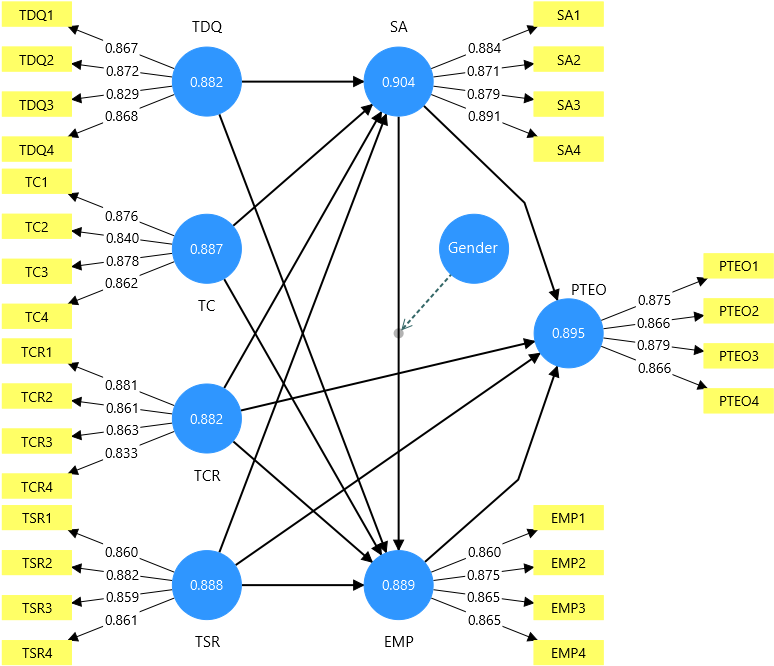 TDQ1
TDQ2
TDQ3
TDQ4
0.867
0.872
0.829
0.868
TDQ
0.882
SA
0.904
0.884
0.871
0.879
0.891
SA1
SA2
SA3
SA4
TC1
TC2
TC3
TC4
0.876
0.840
0.878
0.862
0.887
TC
Gender
PTEO
0.895
0.875
0.866
0.879
0.866
PTEO1
PTEO2
PTEO3
PTEO4
TCR1
TCR2
TCR3
TCR4
0.881
0.861
0.863
0.833
0.882
TCR
TSR1
TSR2
TSR3
TSR4
0.860
0.882
0.859
0.861
0.888
TSR
0.889
EMP
0.860
0.875
0.865
0.865
EMP1
EMP2
EMP3
EMP4